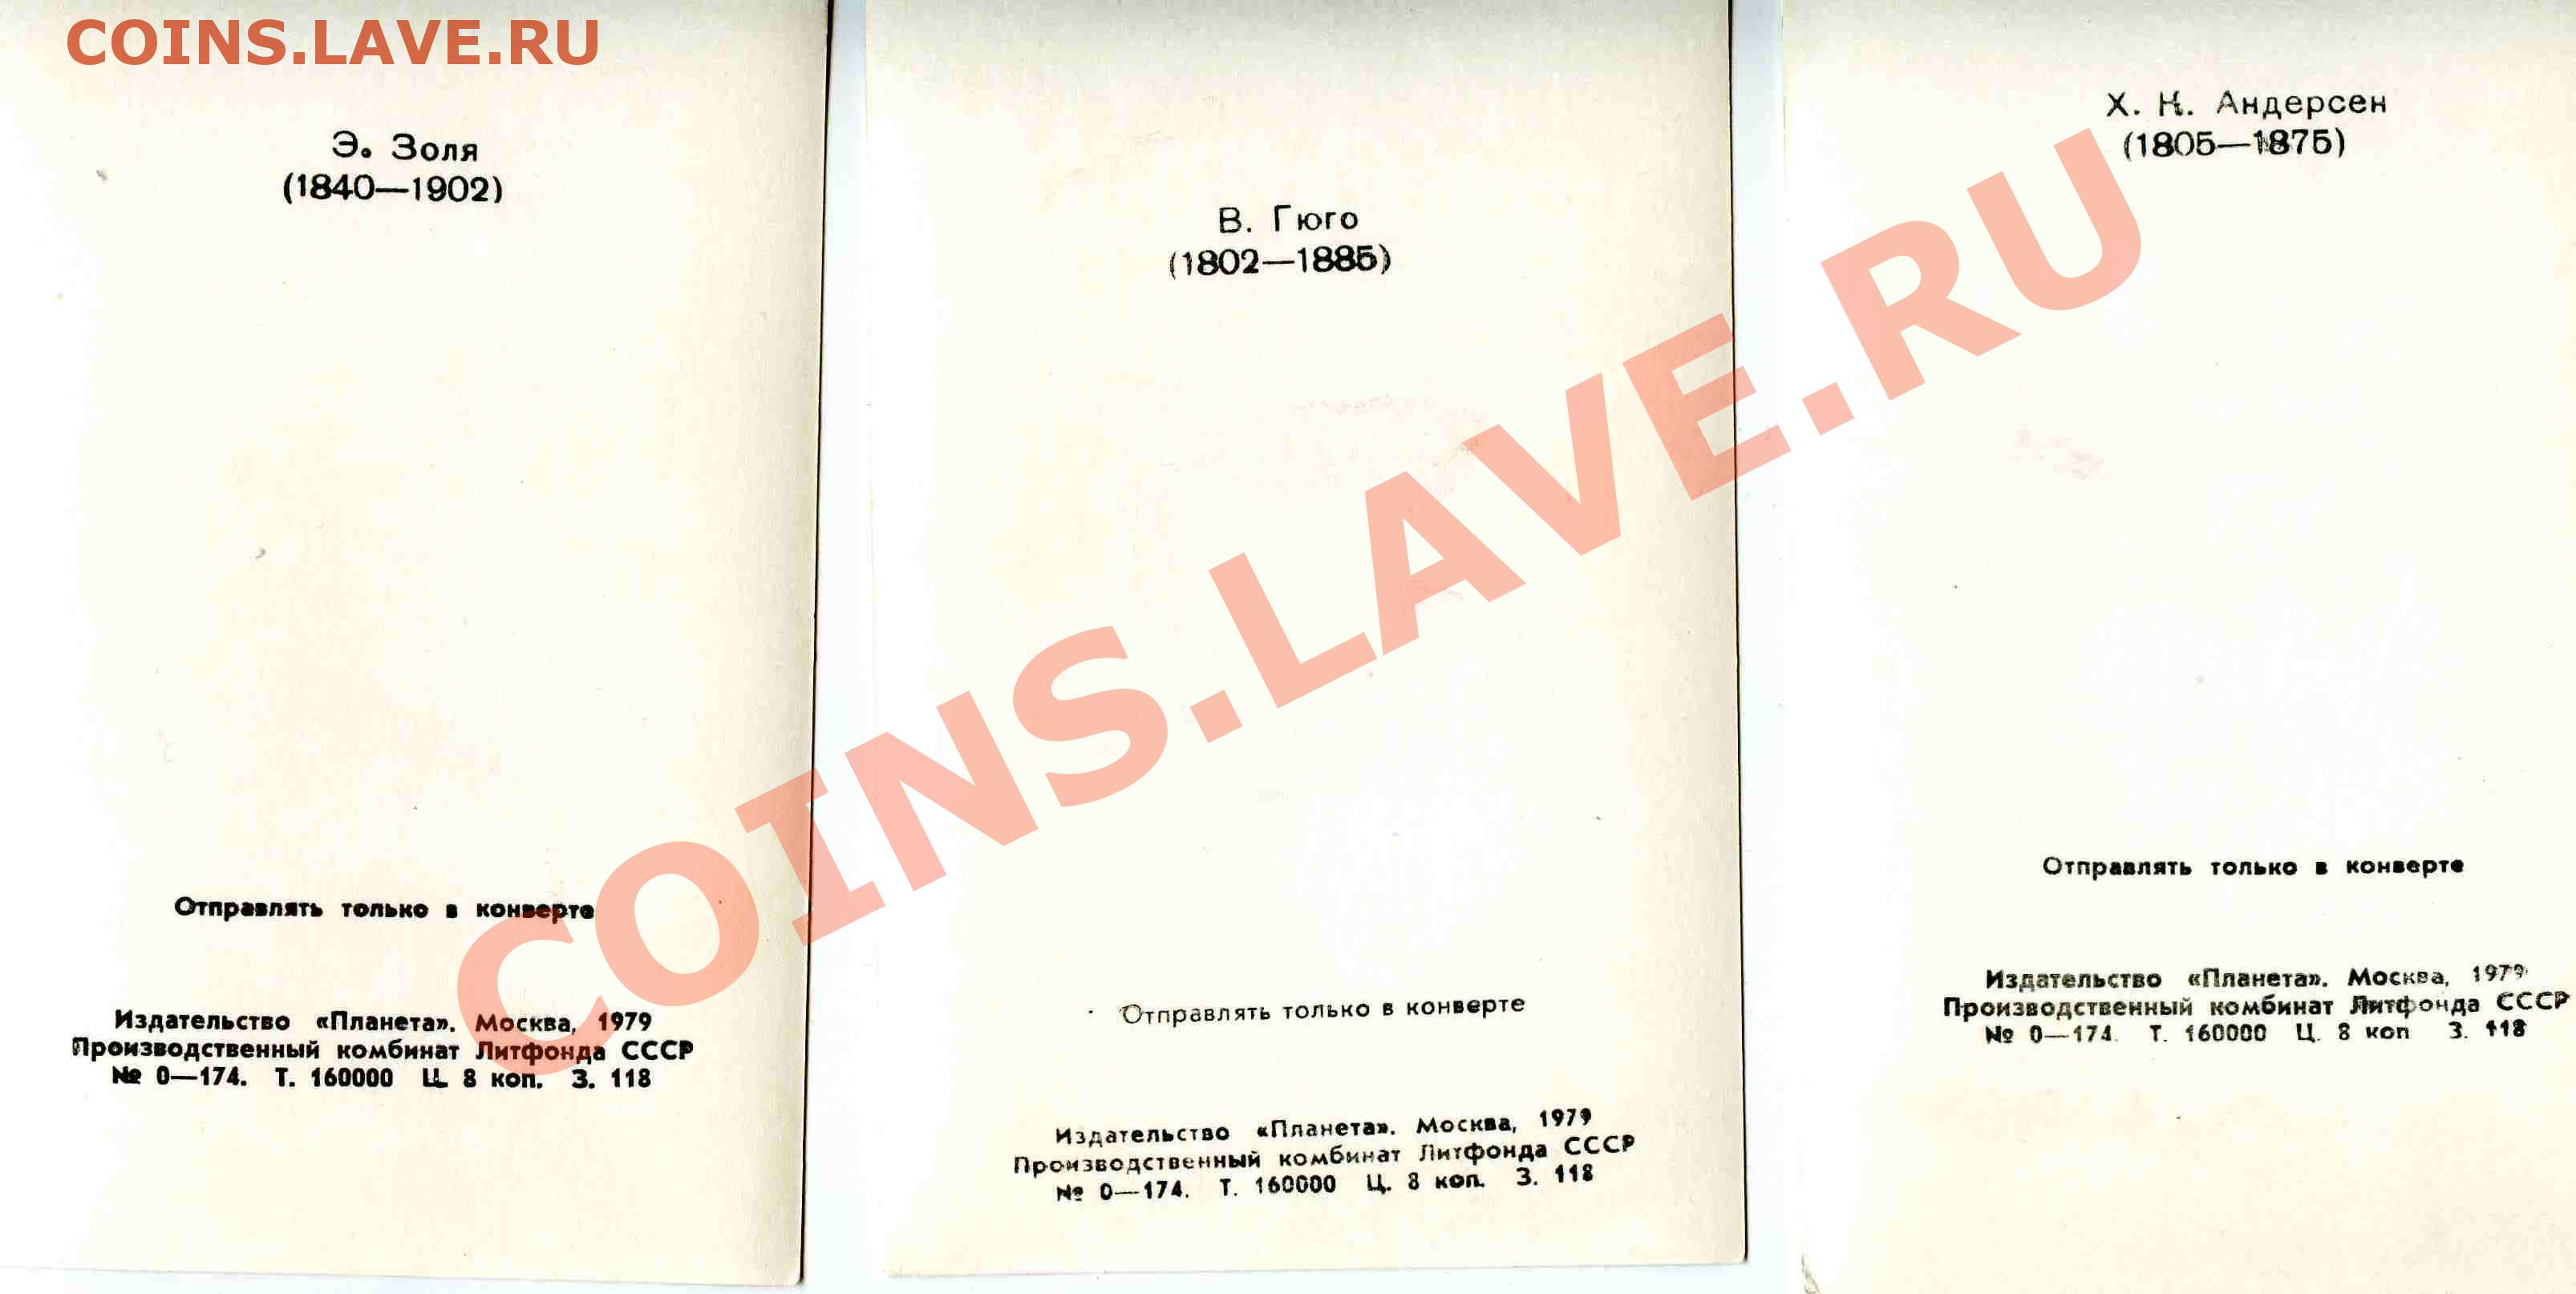 COINS.LAVE.RU
Э. Золя
(1840—1902)
Отправлять только в конверте
Издательство «Планета». Москва, 1979
Производственный комбинат Литфонда СССР
№ 0—174. Т. 160000 Ц. 8 коп. З. 118
В. Гюго
(1802—1885)
Отправлять только в конверте
Издательство «Планета». Москва, 1979
Производственный комбинат Литфонда СССР
№ 0—174. Т. 160000 Ц. 8 коп. З. 118
Х. К. Андерсен
(1805—1875)
Отправлять только в конверте
Издательство «Планета». Москва, 1979
Производственный комбинат Литфонда СССР
№ 0—174. Т. 160000 Ц. 8 коп З. 118
COINS.LAVE.RU